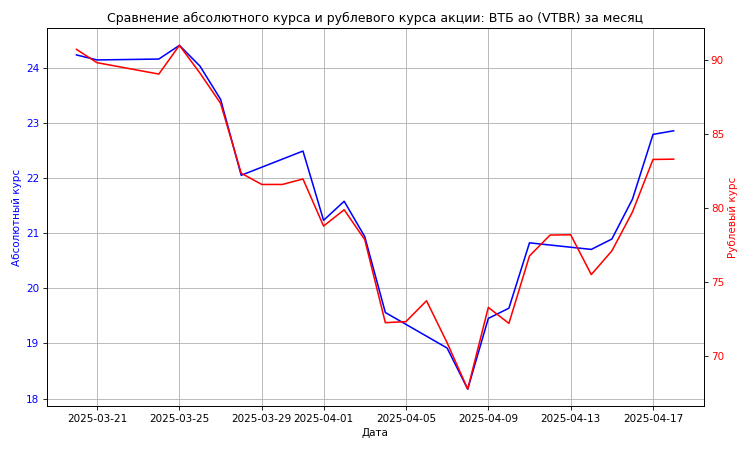 Сравнение абсолютного курса и рублевого курса акции: ВТБ ао (VTBR) за месяц
Абсолютный курс
24
23
22
21
20
19
18
90
85
80
75
70
Рублевый курс
2025-03-21 2025-03-25 2025-03-29 2025-04-01 2025-04-05 2025-04-09 2025-04-13 2025-04-17
Дата